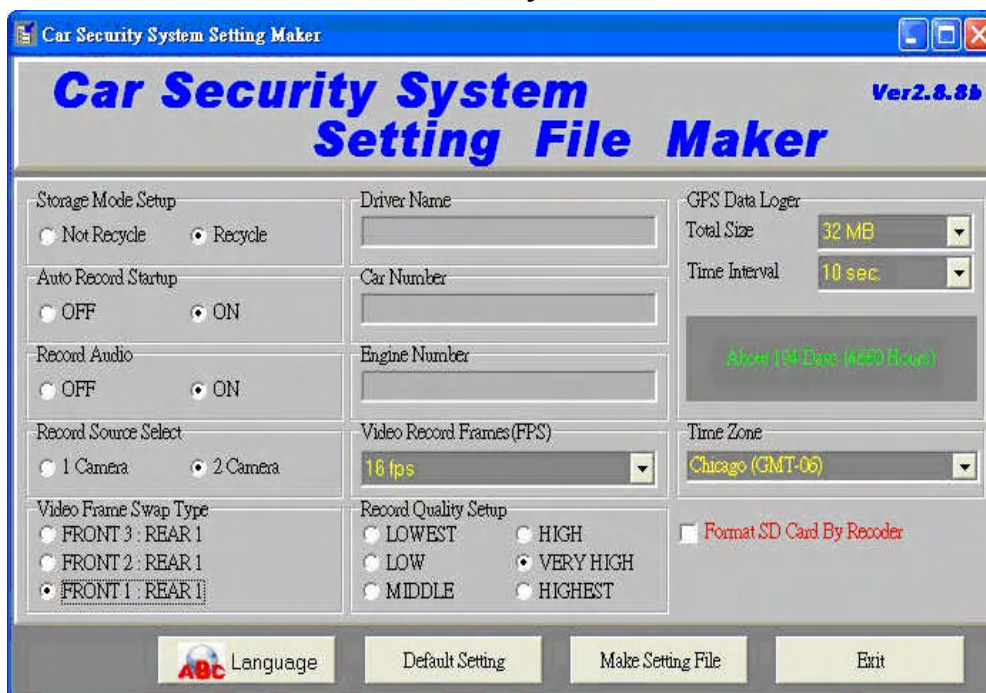 Car Security System Setting Maker
Car Security System
Setting File Maker
Ver2.8.8b
Storage Mode Setup
Not Recycle
Recycle
Auto Record Startup
OFF
ON
Record Audio
OFF
ON
Record Source Select
1 Camera
2 Camera
Video Frame Swap Type
FRONT 3 : REAR 1
FRONT 2 : REAR 1
FRONT 1 : REAR 1
Driver Name
Car Number
Engine Number
Video Record Frames(FPS)
16 fps
Record Quality Setup
LOWEST
HIGH
LOW
VERY HIGH
MIDDLE
HIGHEST
GPS Data Loger
Total Size
32 MB
Time Interval
10 sec.
About 194 Days (4660 Hours)
Time Zone
Chicago (GMT-06)
Format SD Card By Recoder
ABC Language
Default Setting
Make Setting File
Exit